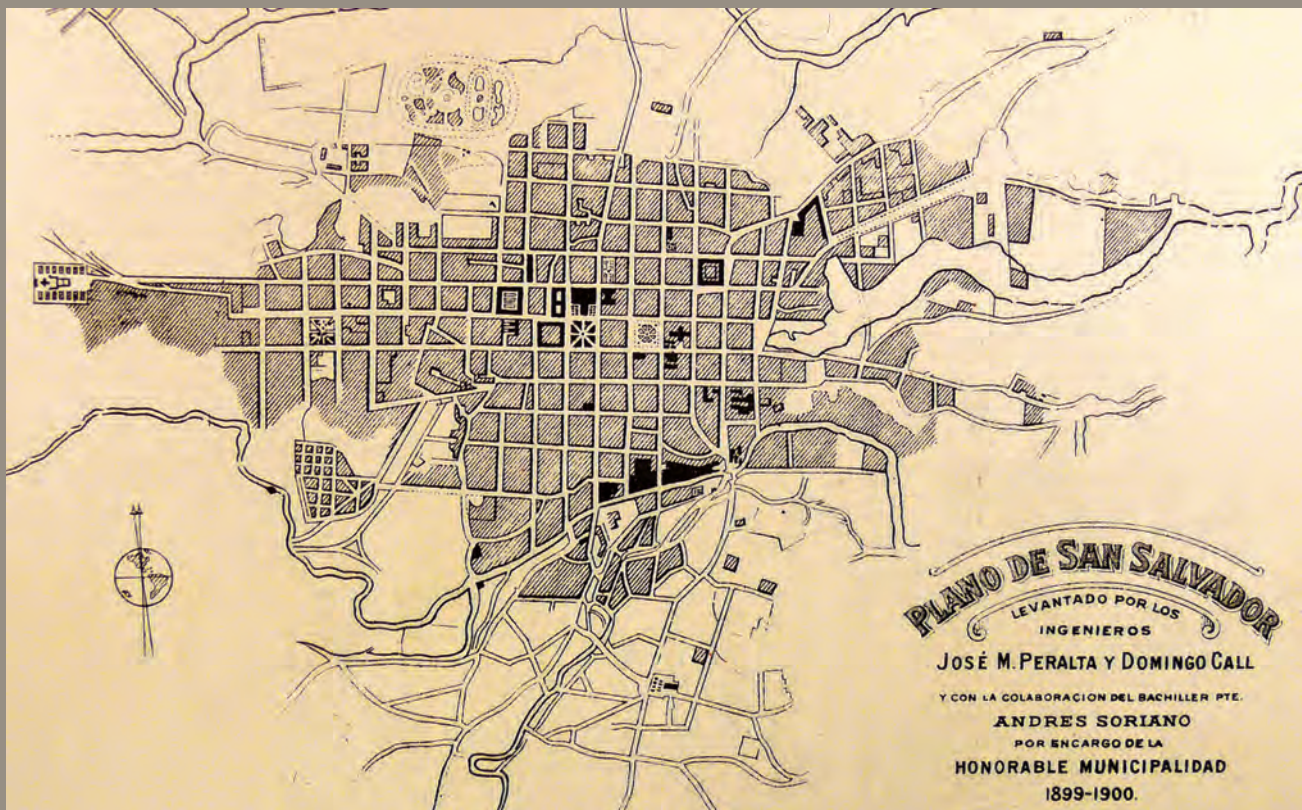 PLANO DE SAN SALVADOR
LEVANTADO POR LOS
INGENIEROS
JOSÉ M. PERALTA Y DOMINGO CALL
Y CON LA COLABORACION DEL BACHILLER PTE.
ANDRES SORIANO
POR ENCARGO DE LA
HONORABLE MUNICIPALIDAD
1899-1900.